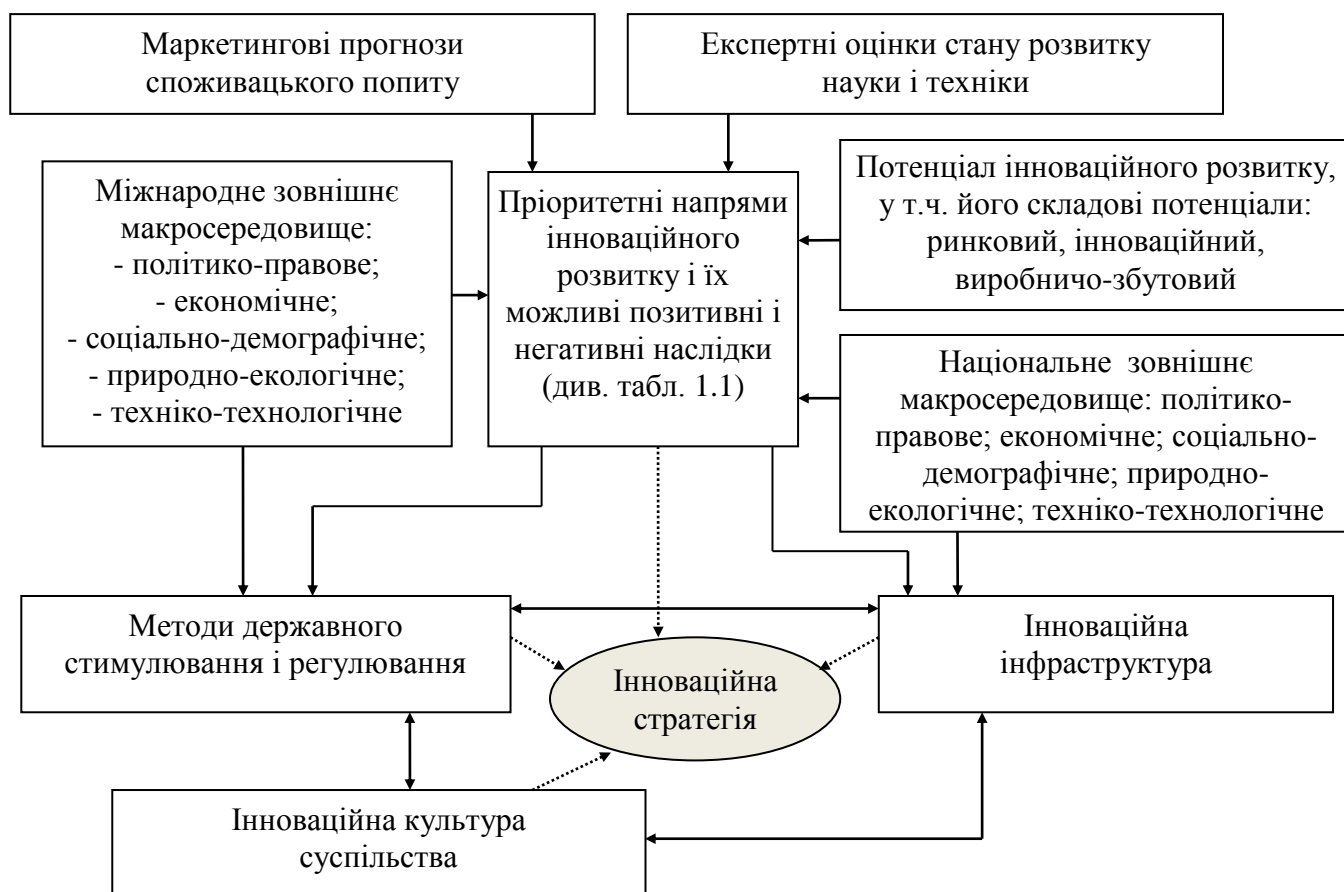 Маркетингові прогнози
споживацького попиту
Експертні оцінки стану розвитку
науки і техніки
Міжнародне зовнішнє
макросередовище:
- політико-правове;
- економічне;
- соціально-демографічне;
- природно-екологічне;
- техніко-технологічне
Пріоритетні напрями
інноваційного
розвитку і їх
можливі позитивні і
негативні наслідки
(див. табл. 1.1)
Потенціал інноваційного розвитку,
у т.ч. його складові потенціали:
ринковий, інноваційний,
виробничо-збутовий
Національне зовнішнє
макросередовище: політико-
правове; економічне; соціально-
демографічне; природно-
екологічне; техніко-технологічне
Методи державного
стимулювання і регулювання
Інноваційна
стратегія
Інноваційна
інфраструктура
Інноваційна культура
суспільства